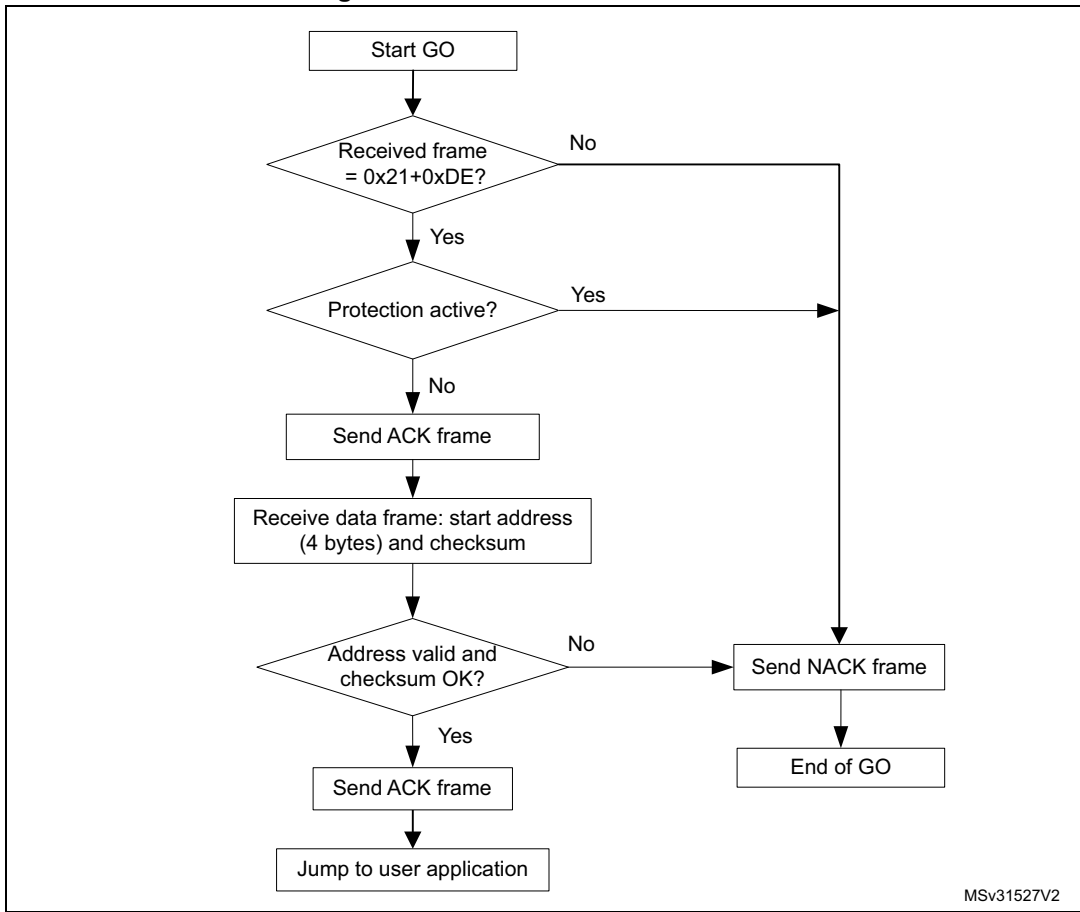 Start GO
Received frame
= 0x21+0xDE?
No
Yes
Protection active?
Yes
No
Send ACK frame
Receive data frame: start address
(4 bytes) and checksum
Address valid and
checksum OK?
No
Send NACK frame
Yes
End of GO
Send ACK frame
Jump to user application
MSv31527V2